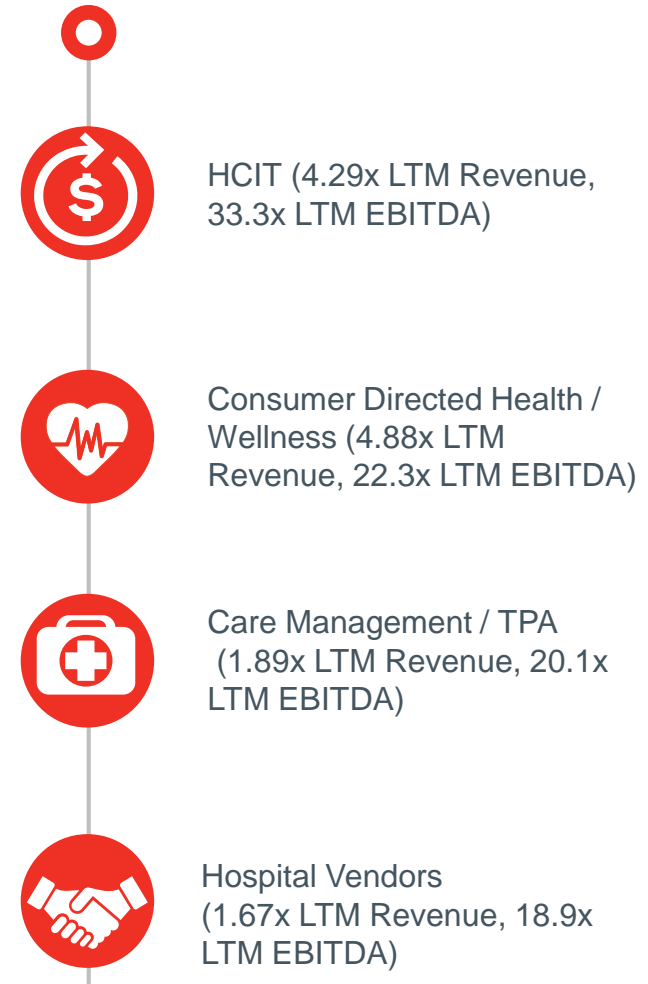 $
HCIT (4.29x LTM Revenue,
33.3x LTM EBITDA)
Consumer Directed Health /
Wellness (4.88x LTM
Revenue, 22.3x LTM EBITDA)
Care Management / TPA
(1.89x LTM Revenue, 20.1x
LTM EBITDA)
Hospital Vendors
(1.67x LTM Revenue, 18.9x
LTM EBITDA)